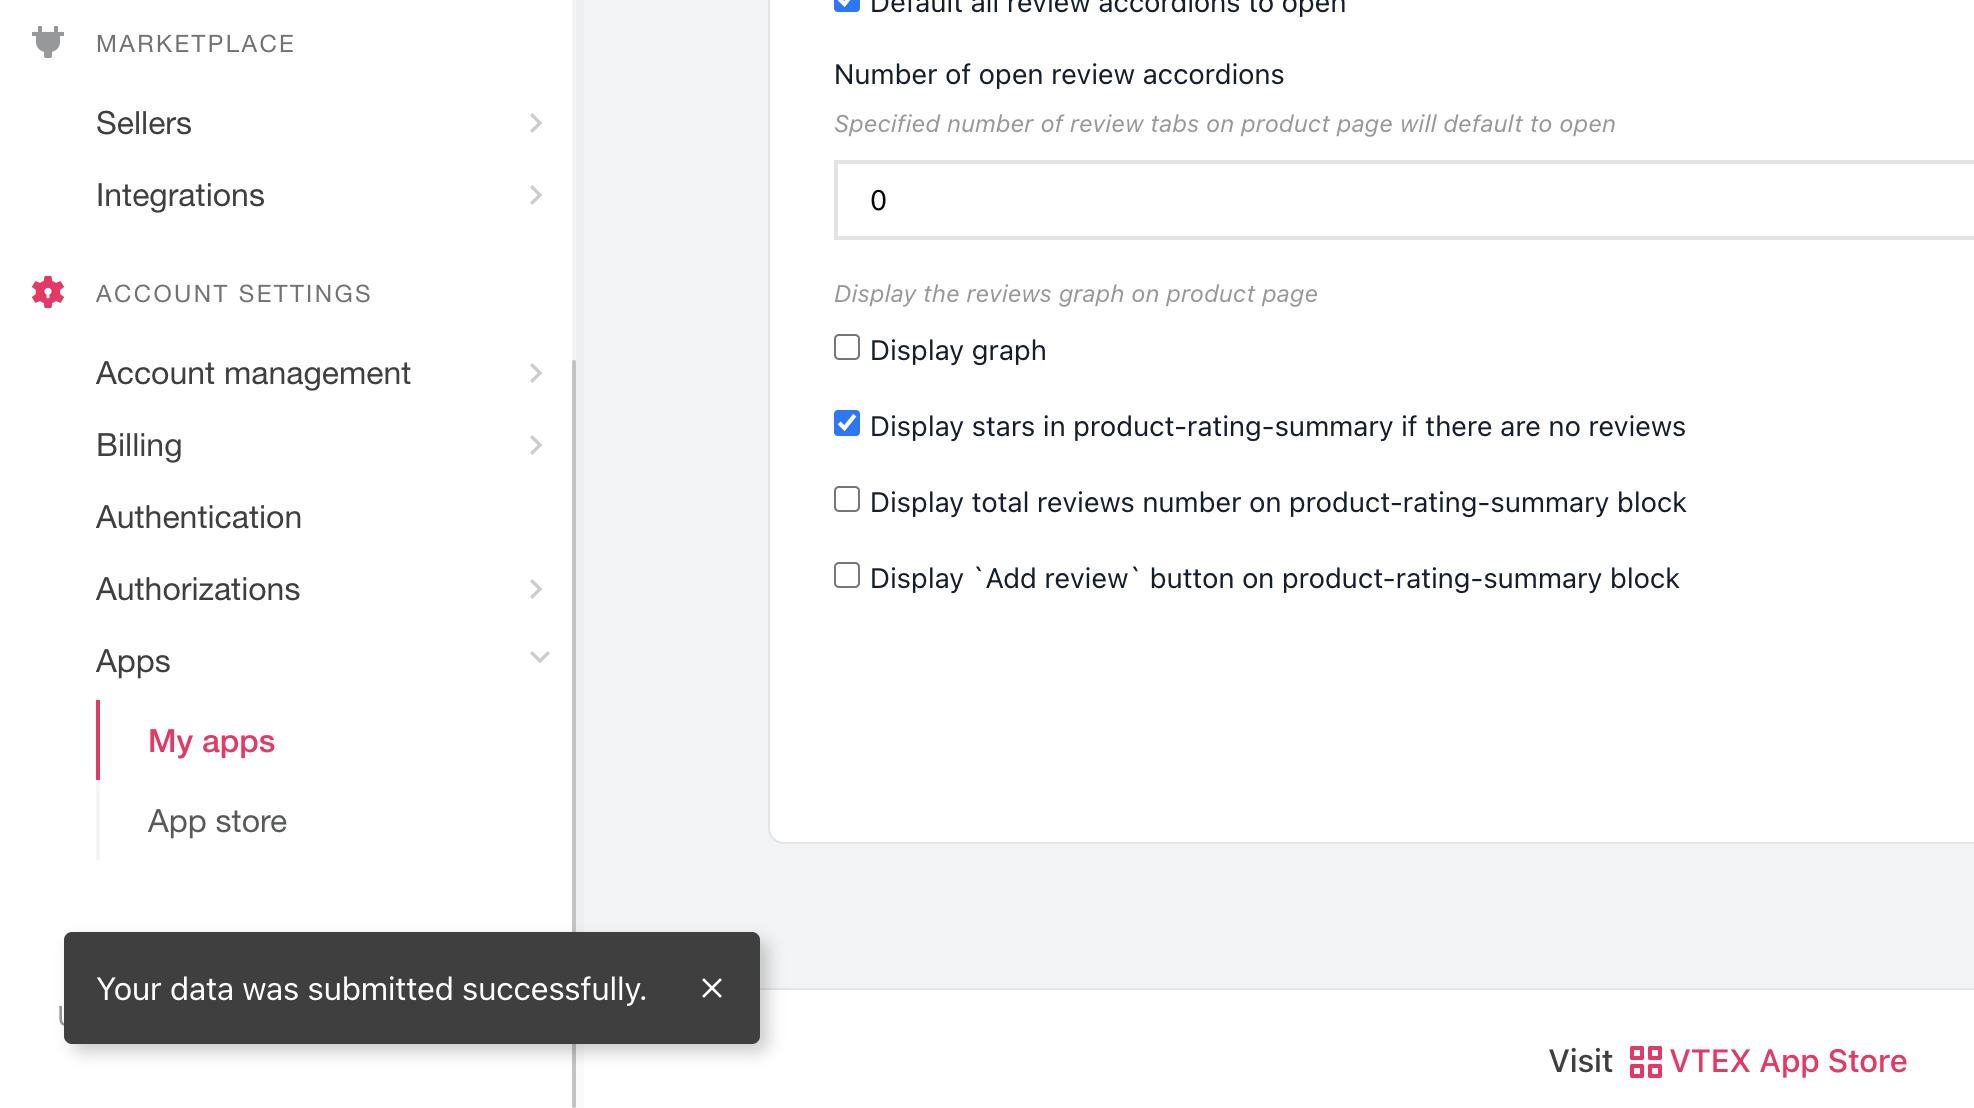 MARKETPLACE
Sellers
Integrations
ACCOUNT SETTINGS
Account management
Billing
Authentication
Authorizations
Apps
My apps
App store
Default all review accordions to open
Number of open review accordions
Specified number of review tabs on product page will default to open
0
Display the reviews graph on product page
Display graph
Display stars in product-rating-summary if there are no reviews
Display total reviews number on product-rating-summary block
Display `Add review` button on product-rating-summary block
Your data was submitted successfully.
Visit VTEX App Store